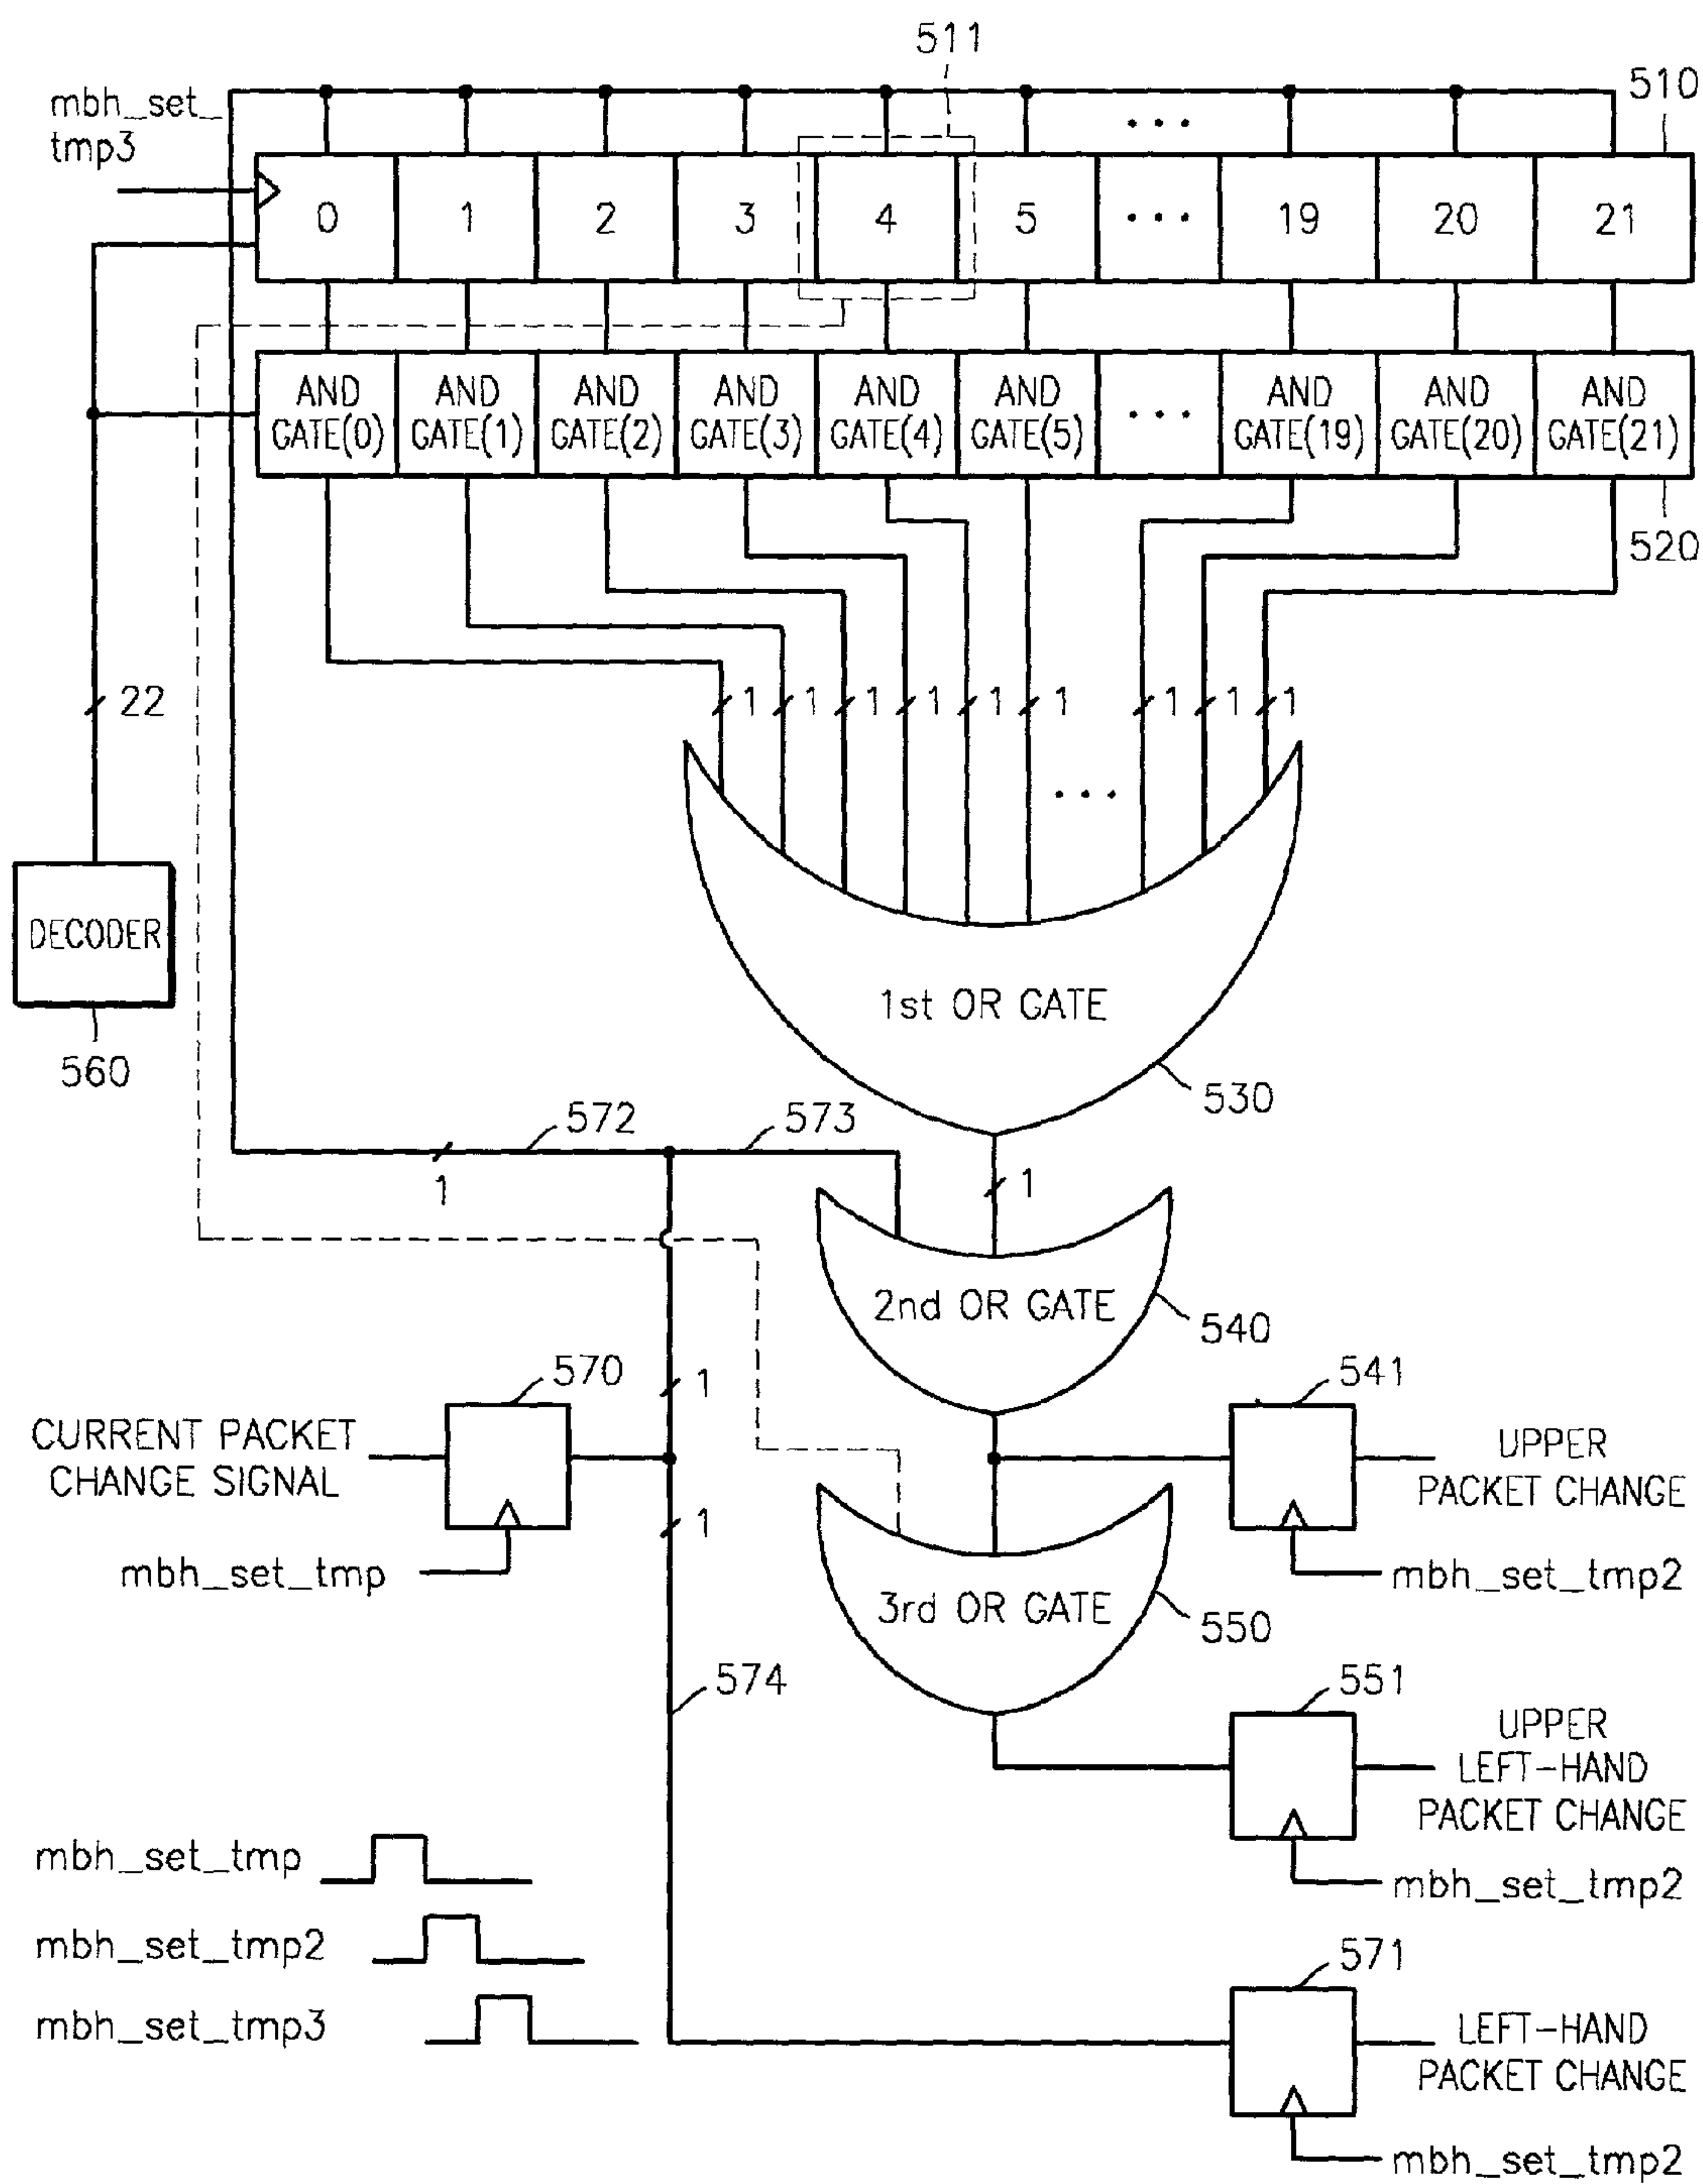 511
510
mbh_set_
tmp3
• • •
0 1 2 3 4 5 • • • 19 20 21
AND GATE(0) AND GATE(1) AND GATE(2) AND GATE(3) AND GATE(4) AND GATE(5) • • • AND GATE(19) AND GATE(20) AND GATE(21)
520
22
1 1 1 1 1 1 1 1 1
• • •
DECODER
560
1st OR GATE
530
572
573
1
1
2nd OR GATE
540
570
1
541
CURRENT PACKET
CHANGE SIGNAL
UPPER
PACKET CHANGE
1
mbh_set_tmp
mbh_set_tmp2
3rd OR GATE
550
574
551
UPPER
LEFT-HAND
PACKET CHANGE
mbh_set_tmp
mbh_set_tmp2
mbh_set_tmp2
571
mbh_set_tmp3
LEFT-HAND
PACKET CHANGE
mbh_set_tmp2